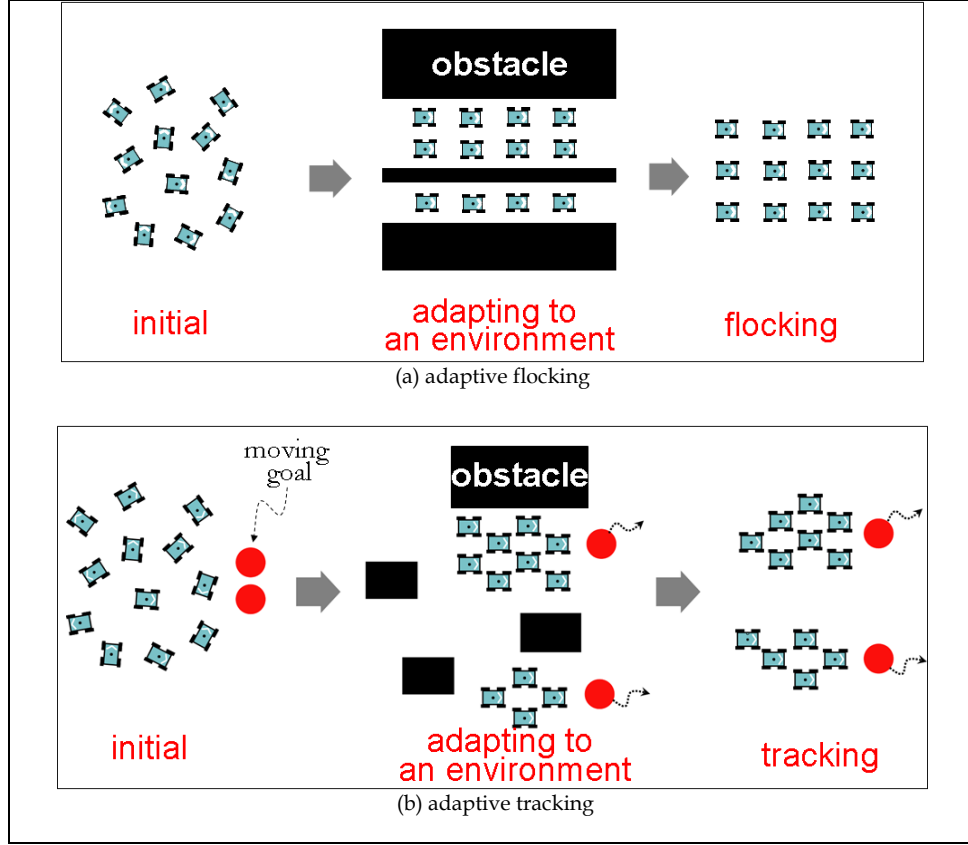 obstacle
initial
adapting to
an environment
flocking
(a) adaptive flocking
moving
goal
obstacle
initial
adapting to
an environment
tracking
(b) adaptive tracking